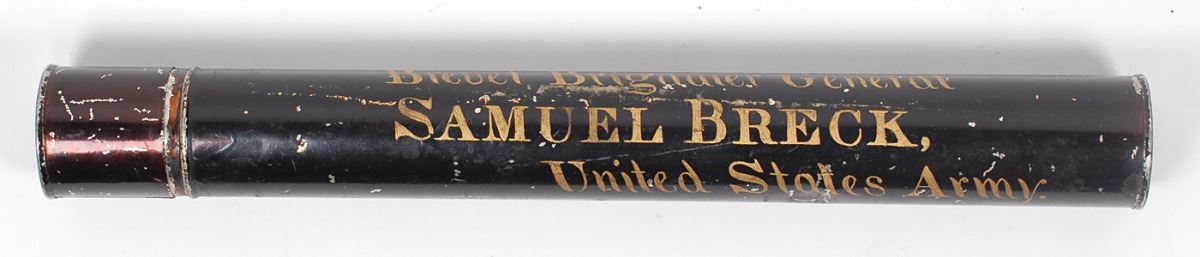 Brevet Brigadier General
SAMUEL BRECK,
United States Army.